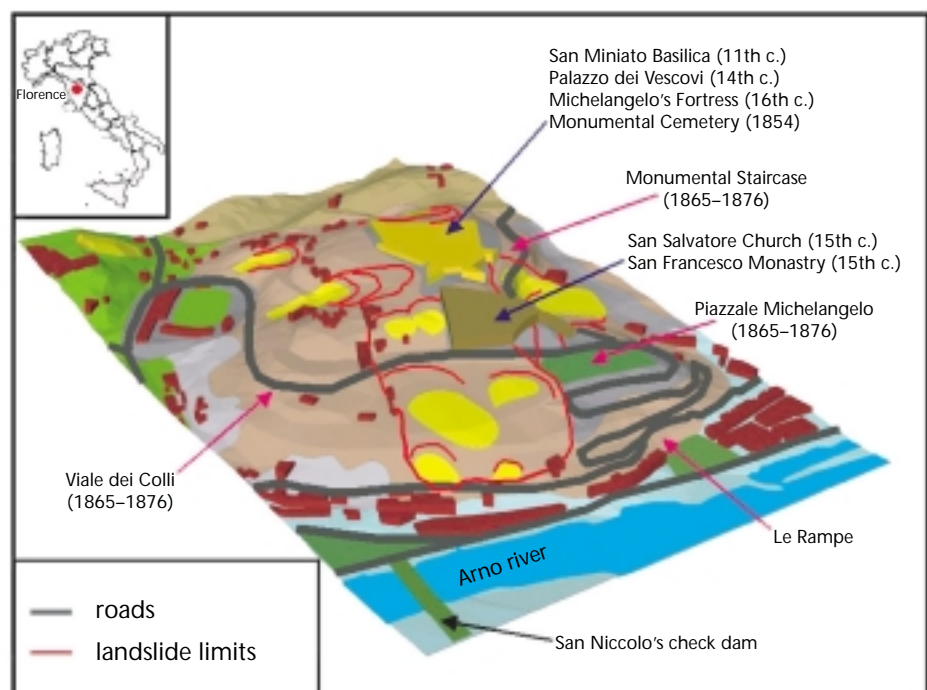 Florence
San Miniato Basilica (11th c.)
Palazzo dei Vescovi (14th c.)
Michelangelo's Fortress (16th c.)
Monumental Cemetery (1854)
Monumental Staircase
(1865–1876)
San Salvatore Church (15th c.)
San Francesco Monastry (15th c.)
Piazzale Michelangelo
(1865–1876)
Viale dei Colli
(1865–1876)
Le Rampe
Arno river
San Niccolo's check dam
roads
landslide limits